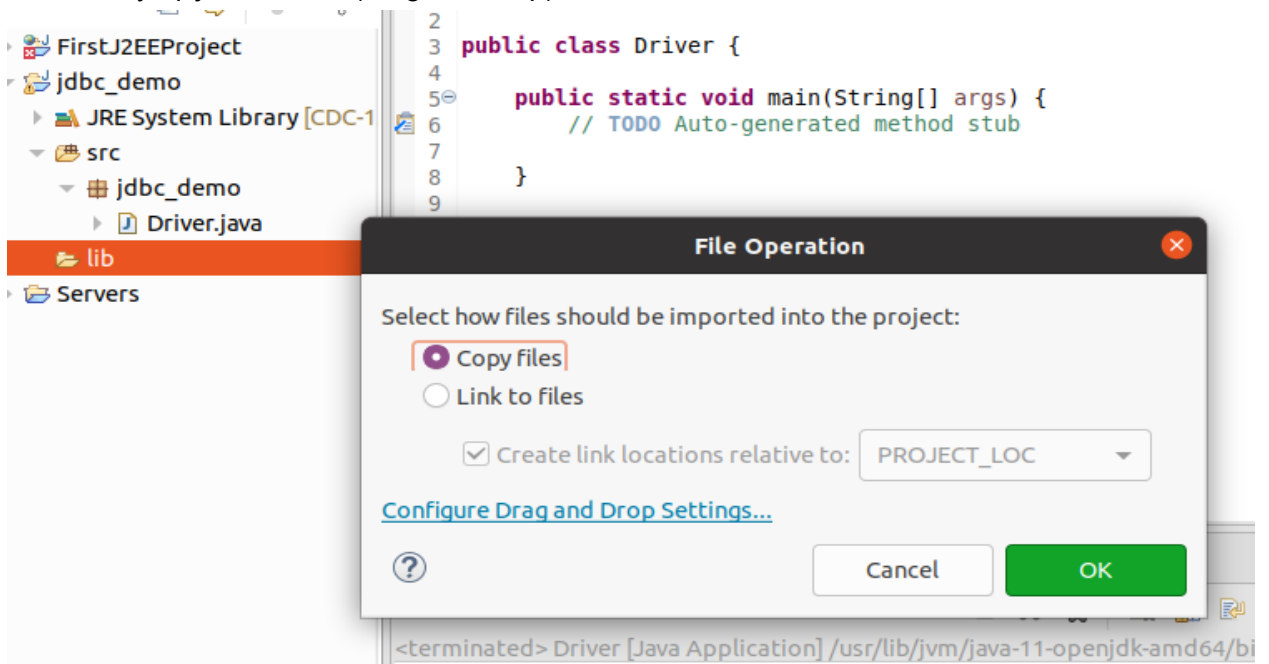 2
FirstJ2EEProject
3 public class Driver {
jdbc_demo
4
JRE System Library [CDC-1
5 public static void main(String[] args) {
6 // TODO Auto-generated method stub
src
7
jdbc_demo
8 }
9
Driver.java
lib
Servers
File Operation
Select how files should be imported into the project:
Copy files
Link to files
Create link locations relative to: PROJECT_LOC
Configure Drag and Drop Settings...
?
Cancel OK
<terminated> Driver [Java Application] /usr/lib/jvm/java-11-openjdk-amd64/bi